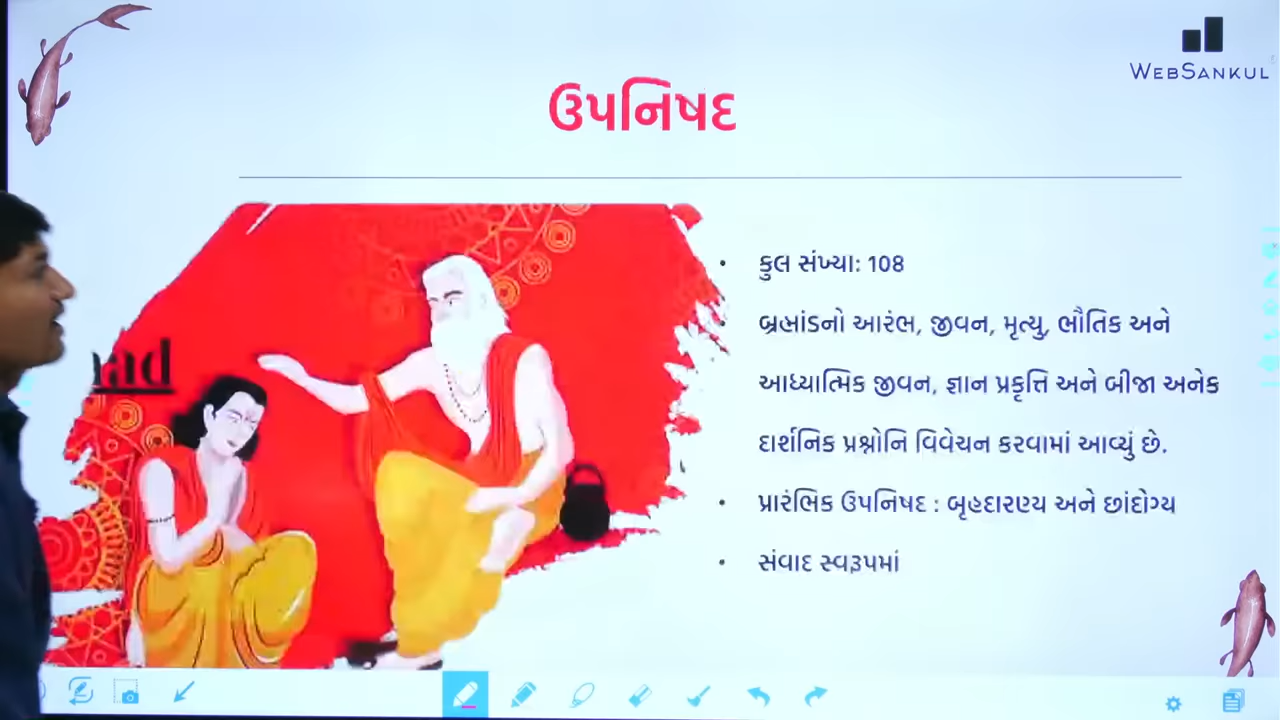 WEBSANKUL
ઉપનિષદ
કુલ સંખ્યા: 108
બ્રહ્માંડનો આરંભ, જીવન, મૃત્યુ, ભૌતિક અને
આધ્યાત્મિક જીવન, જ્ઞાન પ્રકૃત્તિ અને બીજા અનેક
દાર્શનિક પ્રશ્નોનિ વિવેચન કરવામાં આવ્યું છે.
પ્રારંભિક ઉપનિષદ : બૃહદારણ્ય અને છાંદોગ્ય
સંવાદ સ્વરૂપમાં